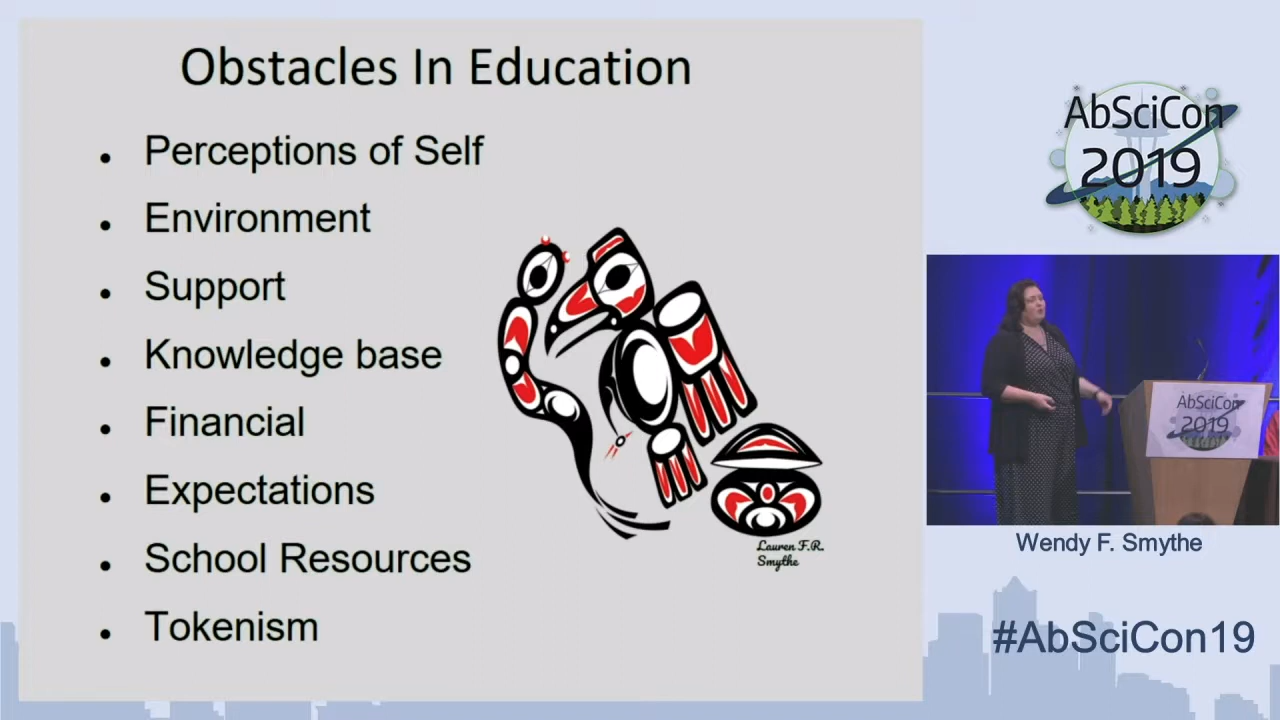 Obstacles In Education
• Perceptions of Self
• Environment
• Support
• Knowledge base
• Financial
• Expectations
• School Resources
• Tokenism
Lauren F.R.
Smythe
AbSciCon
2019
AbSciCon
2019
Wendy F. Smythe
#AbSciCon19